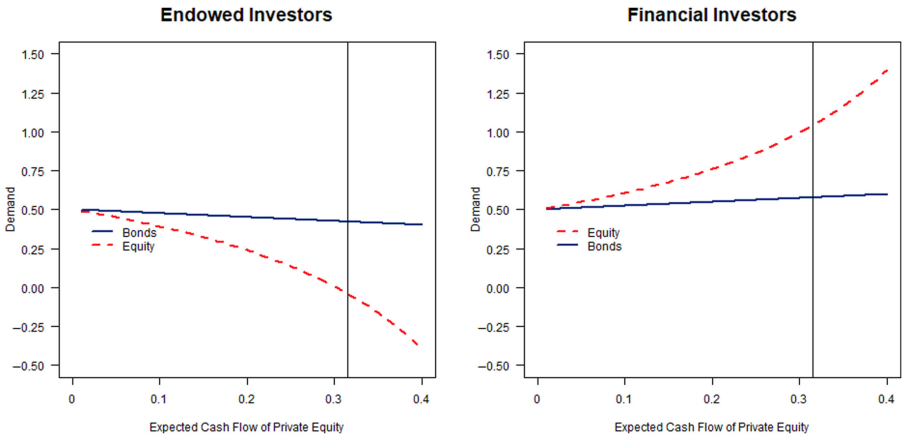 Endowed Investors
Demand
1.50
1.25
1.00
0.75
0.50
0.25
0.00
−0.25
−0.50
Bonds
Equity
0 0.1 0.2 0.3 0.4
Expected Cash Flow of Private Equity
Financial Investors
Demand
1.50
1.25
1.00
0.75
0.50
0.25
0.00
−0.25
−0.50
Equity
Bonds
0 0.1 0.2 0.3 0.4
Expected Cash Flow of Private Equity